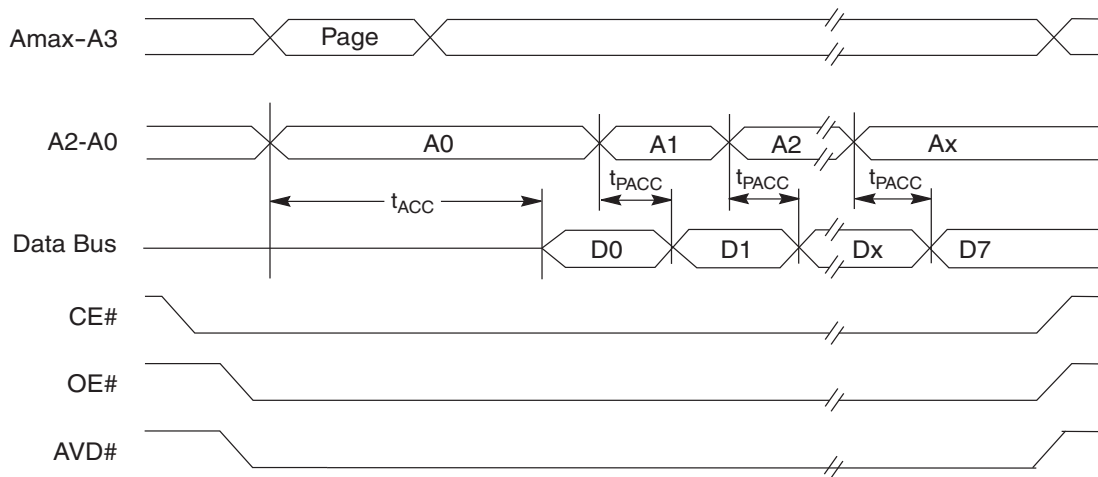 Amax-A3
Page
A2-A0
A0
A1
A2
Ax
tACC
tPACC
tPACC
tPACC
Data Bus
D0
D1
Dx
D7
CE#
OE#
AVD#